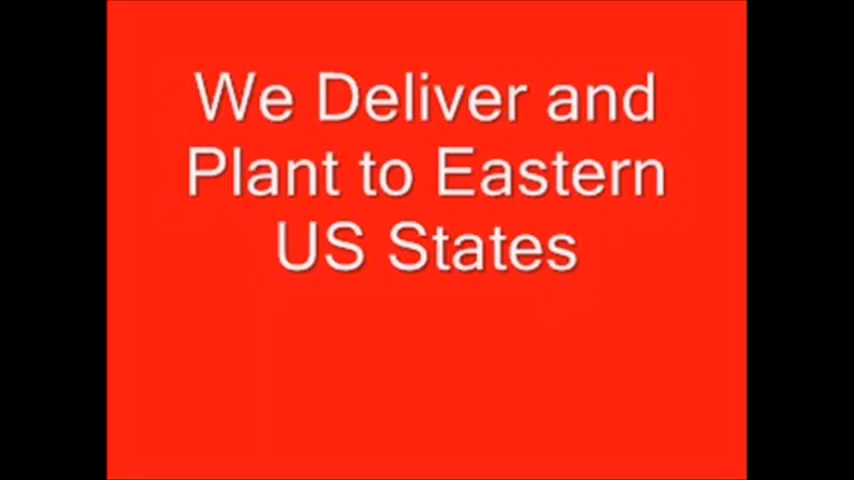 We Deliver and
Plant to Eastern
US States